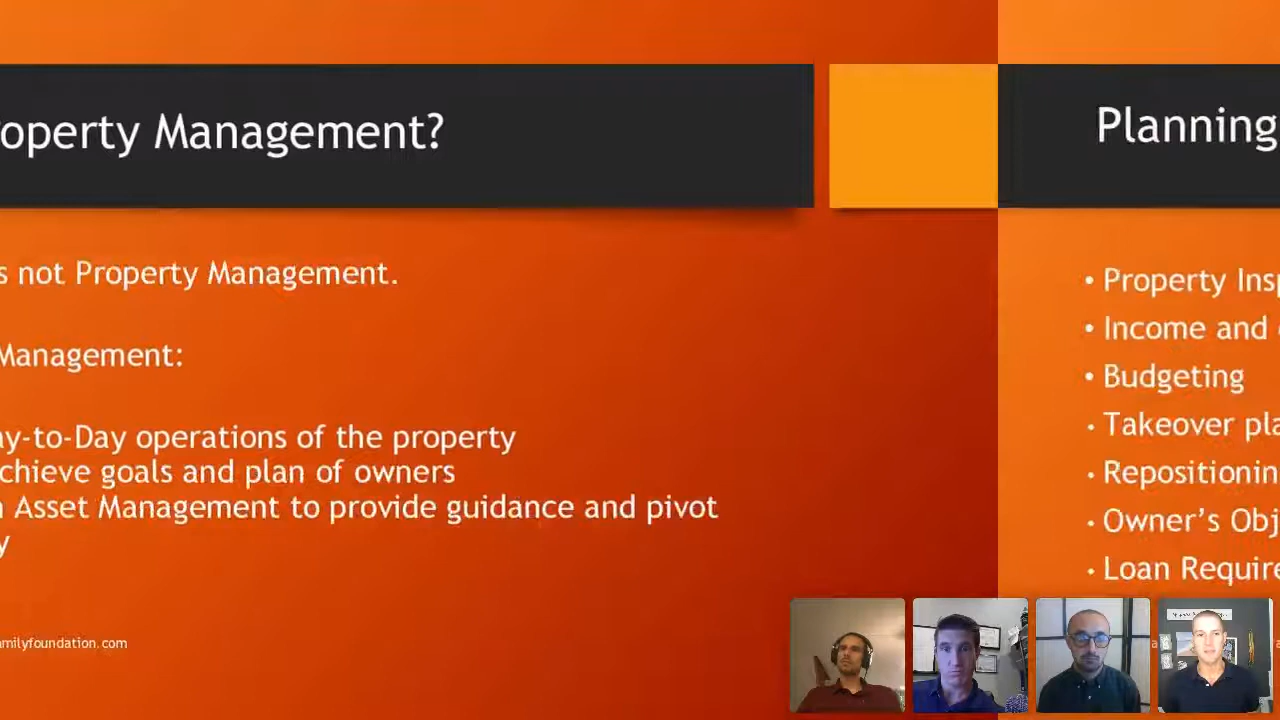 operty Management?
s not Property Management.
Management:
y-to-Day operations of the property
chieve goals and plan of owners
Asset Management to provide guidance and pivot
y
amilyfoundation.com
Planning
• Property Insp
• Income and
• Budgeting
• Takeover pla
• Repositionin
• Owner's Obj
• Loan Require